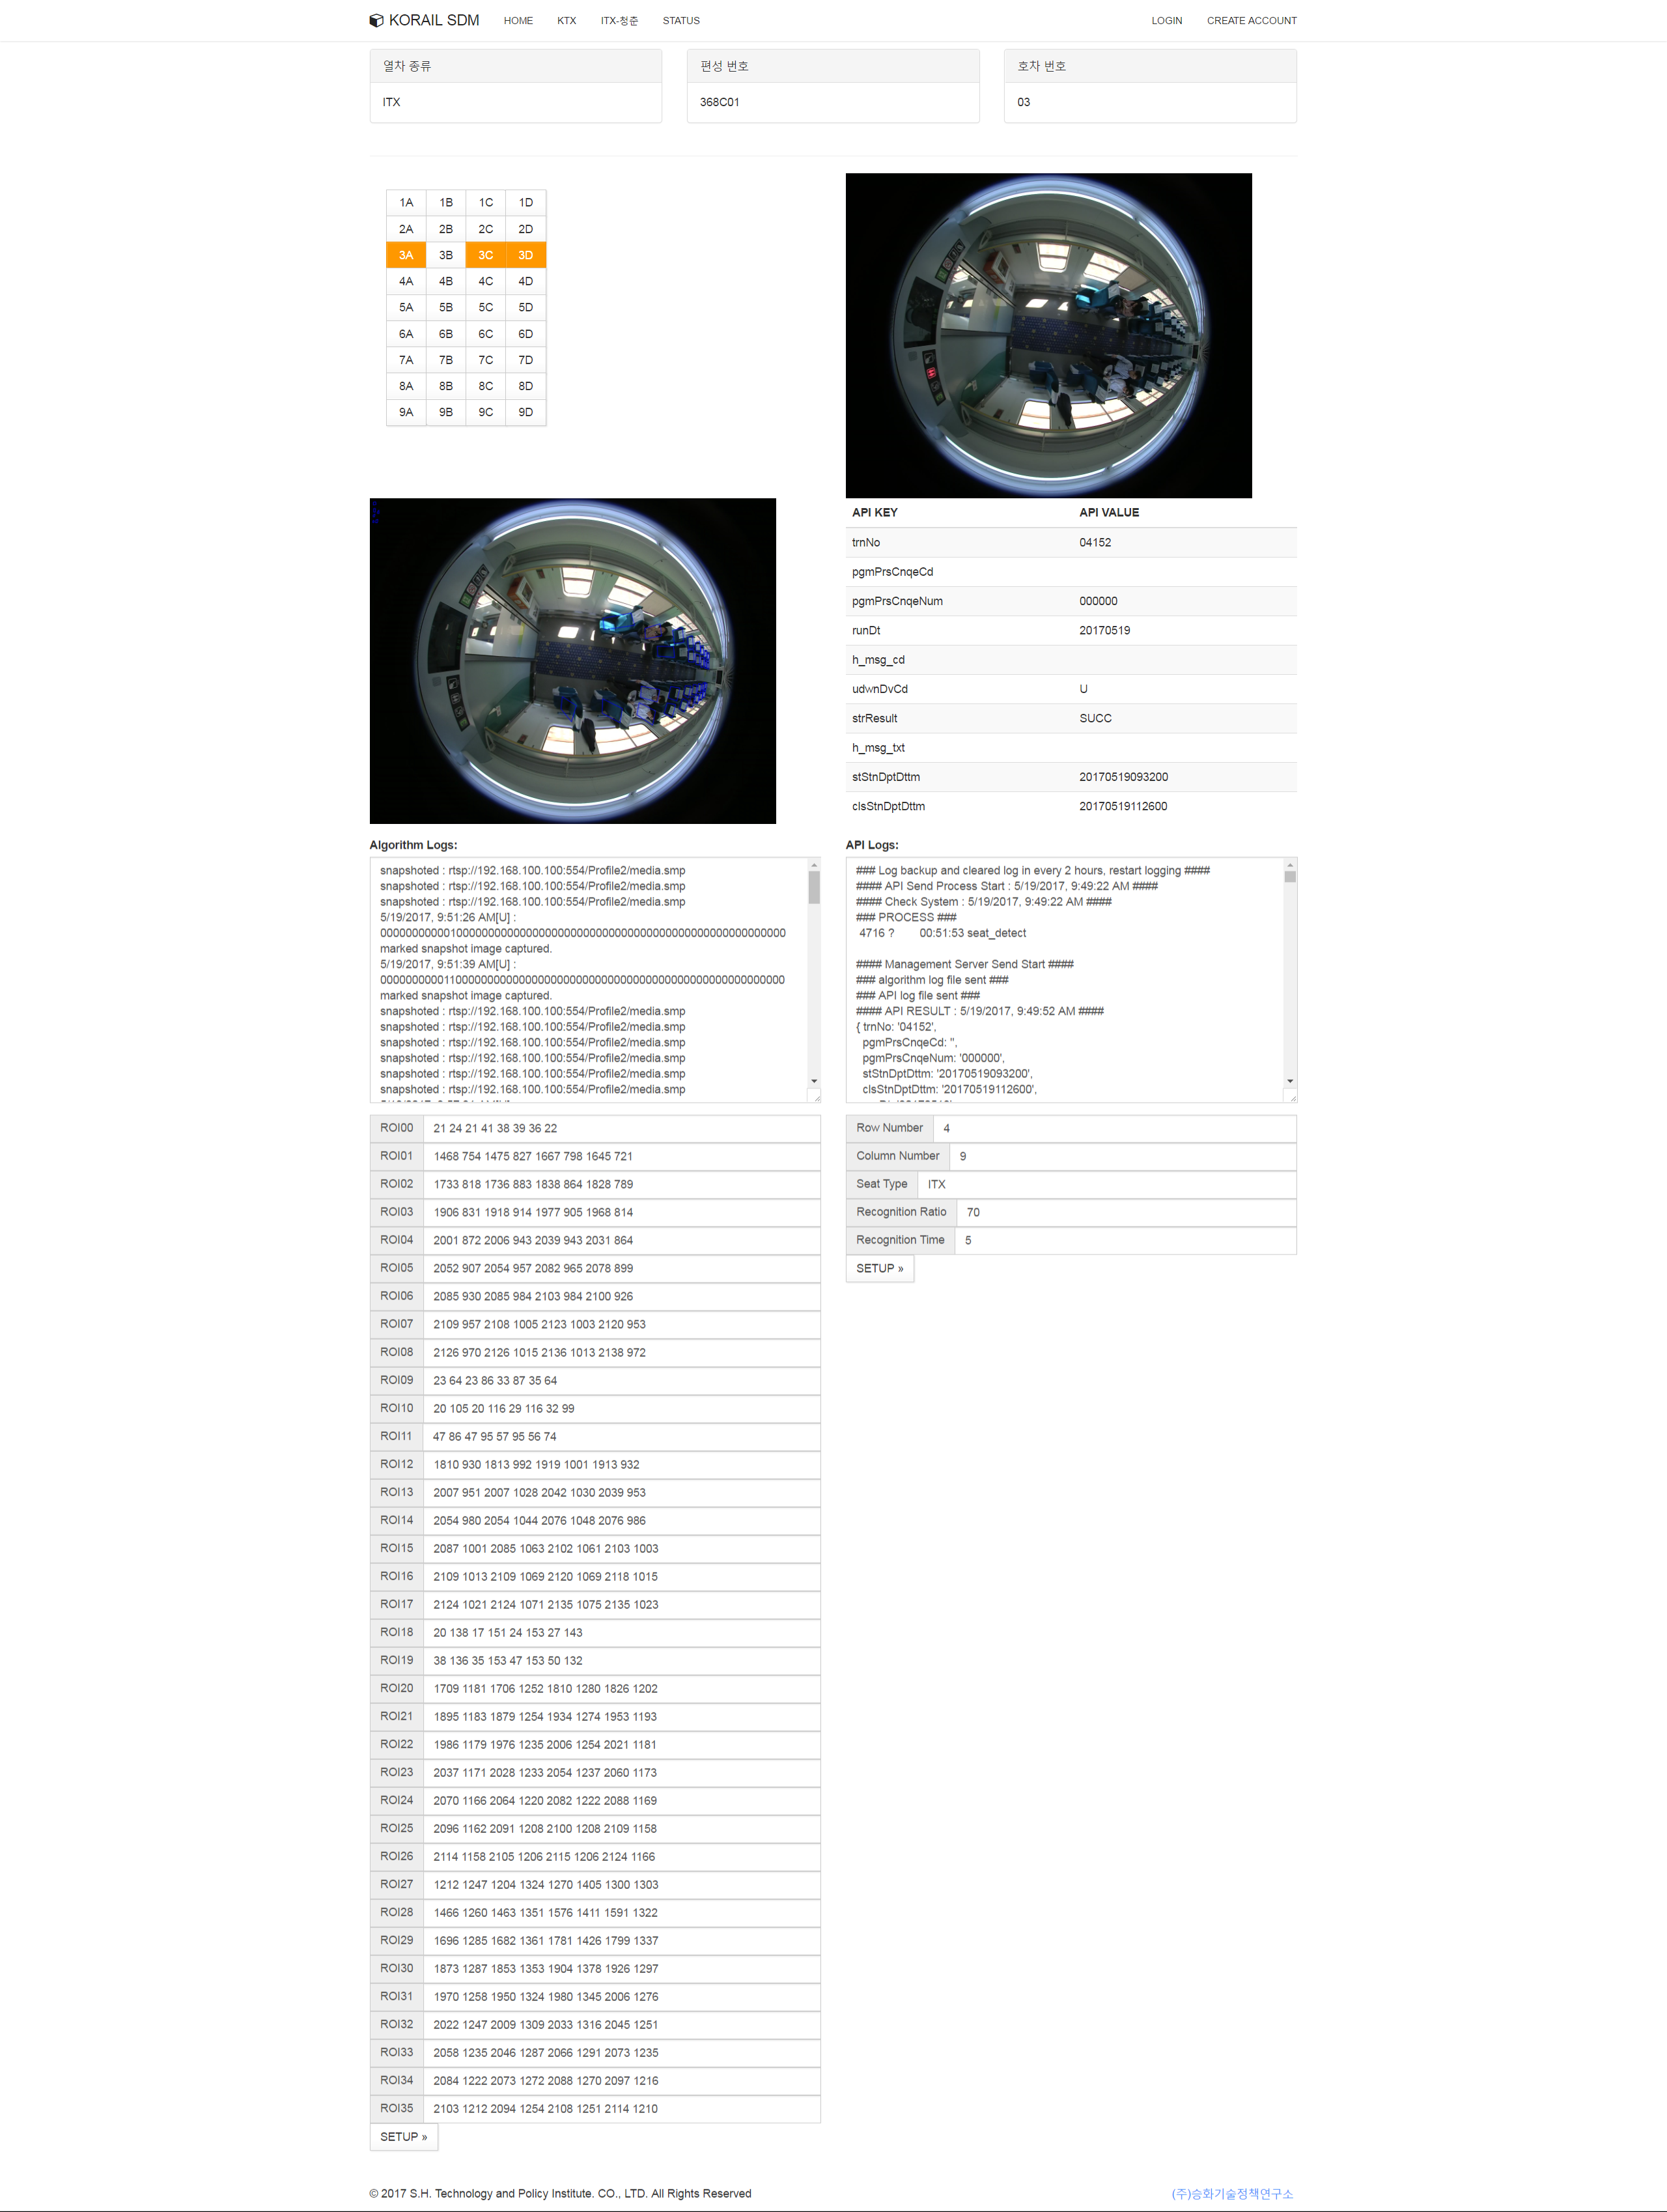 KORAIL SDM HOME KTX ITX-청춘 STATUS LOGIN CREATE ACCOUNT
열차 종류
ITX
편성 번호
368C01
호차 번호
03
1A 1B 1C 1D
2A 2B 2C 2D
3A 3B 3C 3D
4A 4B 4C 4D
5A 5B 5C 5D
6A 6B 6C 6D
7A 7B 7C 7D
8A 8B 8C 8D
9A 9B 9C 9D
API KEY API VALUE
trnNo 04152
pgmPrsCnqeCd
pgmPrsCnqeNum 000000
runDt 20170519
h_msg_cd
udwnDvCd U
strResult SUCC
h_msg_txt
stStnDptDttm 20170519093200
clsStnDptDttm 20170519112600
Algorithm Logs:
snapshoted : rtsp://192.168.100.100:554/Profile2/media.smp
snapshoted : rtsp://192.168.100.100:554/Profile2/media.smp
snapshoted : rtsp://192.168.100.100:554/Profile2/media.smp
5/19/2017, 9:51:26 AM[U] :
marked snapshot image captured.
5/19/2017, 9:51:39 AM[U] :
marked snapshot image captured.
snapshoted : rtsp://192.168.100.100:554/Profile2/media.smp
snapshoted : rtsp://192.168.100.100:554/Profile2/media.smp
snapshoted : rtsp://192.168.100.100:554/Profile2/media.smp
snapshoted : rtsp://192.168.100.100:554/Profile2/media.smp
snapshoted : rtsp://192.168.100.100:554/Profile2/media.smp
snapshoted : rtsp://192.168.100.100:554/Profile2/media.smp
API Logs:
### Log backup and cleared log in every 2 hours, restart logging ####
#### API Send Process Start : 5/19/2017, 9:49:22 AM ####
#### Check System : 5/19/2017, 9:49:22 AM ####
### PROCESS ###
4716 ? 00:51:53 seat_detect
#### Management Server Send Start ####
### algorithm log file sent ###
### API log file sent ###
#### API RESULT : 5/19/2017, 9:49:52 AM ####
{ trnNo: '04152',
pgmPrsCnqeCd: '',
pgmPrsCnqeNum: '000000',
stStnDptDttm: '20170519093200',
clsStnDptDttm: '20170519112600',
ROI00 21 24 21 41 38 39 36 22
ROI01 1468 754 1475 827 1667 798 1645 721
ROI02 1733 818 1736 883 1838 864 1828 789
ROI03 1906 831 1918 914 1977 905 1968 814
ROI04 2001 872 2006 943 2039 943 2031 864
ROI05 2052 907 2054 957 2082 965 2078 899
ROI06 2085 930 2085 984 2103 984 2100 926
ROI07 2109 957 2108 1005 2123 1003 2120 953
ROI08 2126 970 2126 1015 2136 1013 2138 972
ROI09 23 64 23 86 33 87 35 64
ROI10 20 105 20 116 29 116 32 99
ROI11 47 86 47 95 57 95 56 74
ROI12 1810 930 1813 992 1919 1001 1913 932
ROI13 2007 951 2007 1028 2042 1030 2039 953
ROI14 2054 980 2054 1044 2076 1048 2076 986
ROI15 2087 1001 2085 1063 2102 1061 2103 1003
ROI16 2109 1013 2109 1069 2120 1069 2118 1015
ROI17 2124 1021 2124 1071 2135 1075 2135 1023
ROI18 20 138 17 151 24 153 27 143
ROI19 38 136 35 153 47 153 50 132
ROI20 1709 1181 1706 1252 1810 1280 1826 1202
ROI21 1895 1183 1879 1254 1934 1274 1953 1193
ROI22 1986 1179 1976 1235 2006 1254 2021 1181
ROI23 2037 1171 2028 1233 2054 1237 2060 1173
ROI24 2070 1166 2064 1220 2082 1222 2088 1169
ROI25 2096 1162 2091 1208 2100 1208 2109 1158
ROI26 2114 1158 2105 1206 2115 1206 2124 1166
ROI27 1212 1247 1204 1324 1270 1405 1300 1303
ROI28 1466 1260 1463 1351 1576 1411 1591 1322
ROI29 1696 1285 1682 1361 1781 1426 1799 1337
ROI30 1873 1287 1853 1353 1904 1378 1926 1297
ROI31 1970 1258 1950 1324 1980 1345 2006 1276
ROI32 2022 1247 2009 1309 2033 1316 2045 1251
ROI33 2058 1235 2046 1287 2066 1291 2073 1235
ROI34 2084 1222 2073 1272 2088 1270 2097 1216
ROI35 2103 1212 2094 1254 2108 1251 2114 1210
SETUP »
Row Number 4
Column Number 9
Seat Type ITX
Recognition Ratio 70
Recognition Time 5
SETUP »
© 2017 S.H. Technology and Policy Institute. CO., LTD. All Rights Reserved
(주)승화기술정책연구소